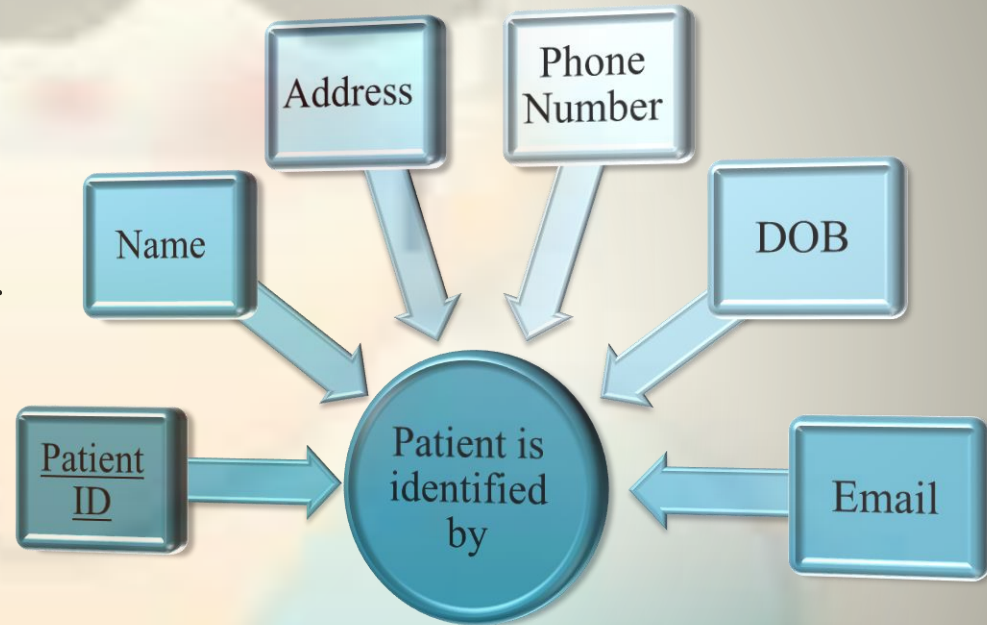 Address
Phone
Number
Name
DOB
Patient
ID
Patient is
identified
by
Email
.